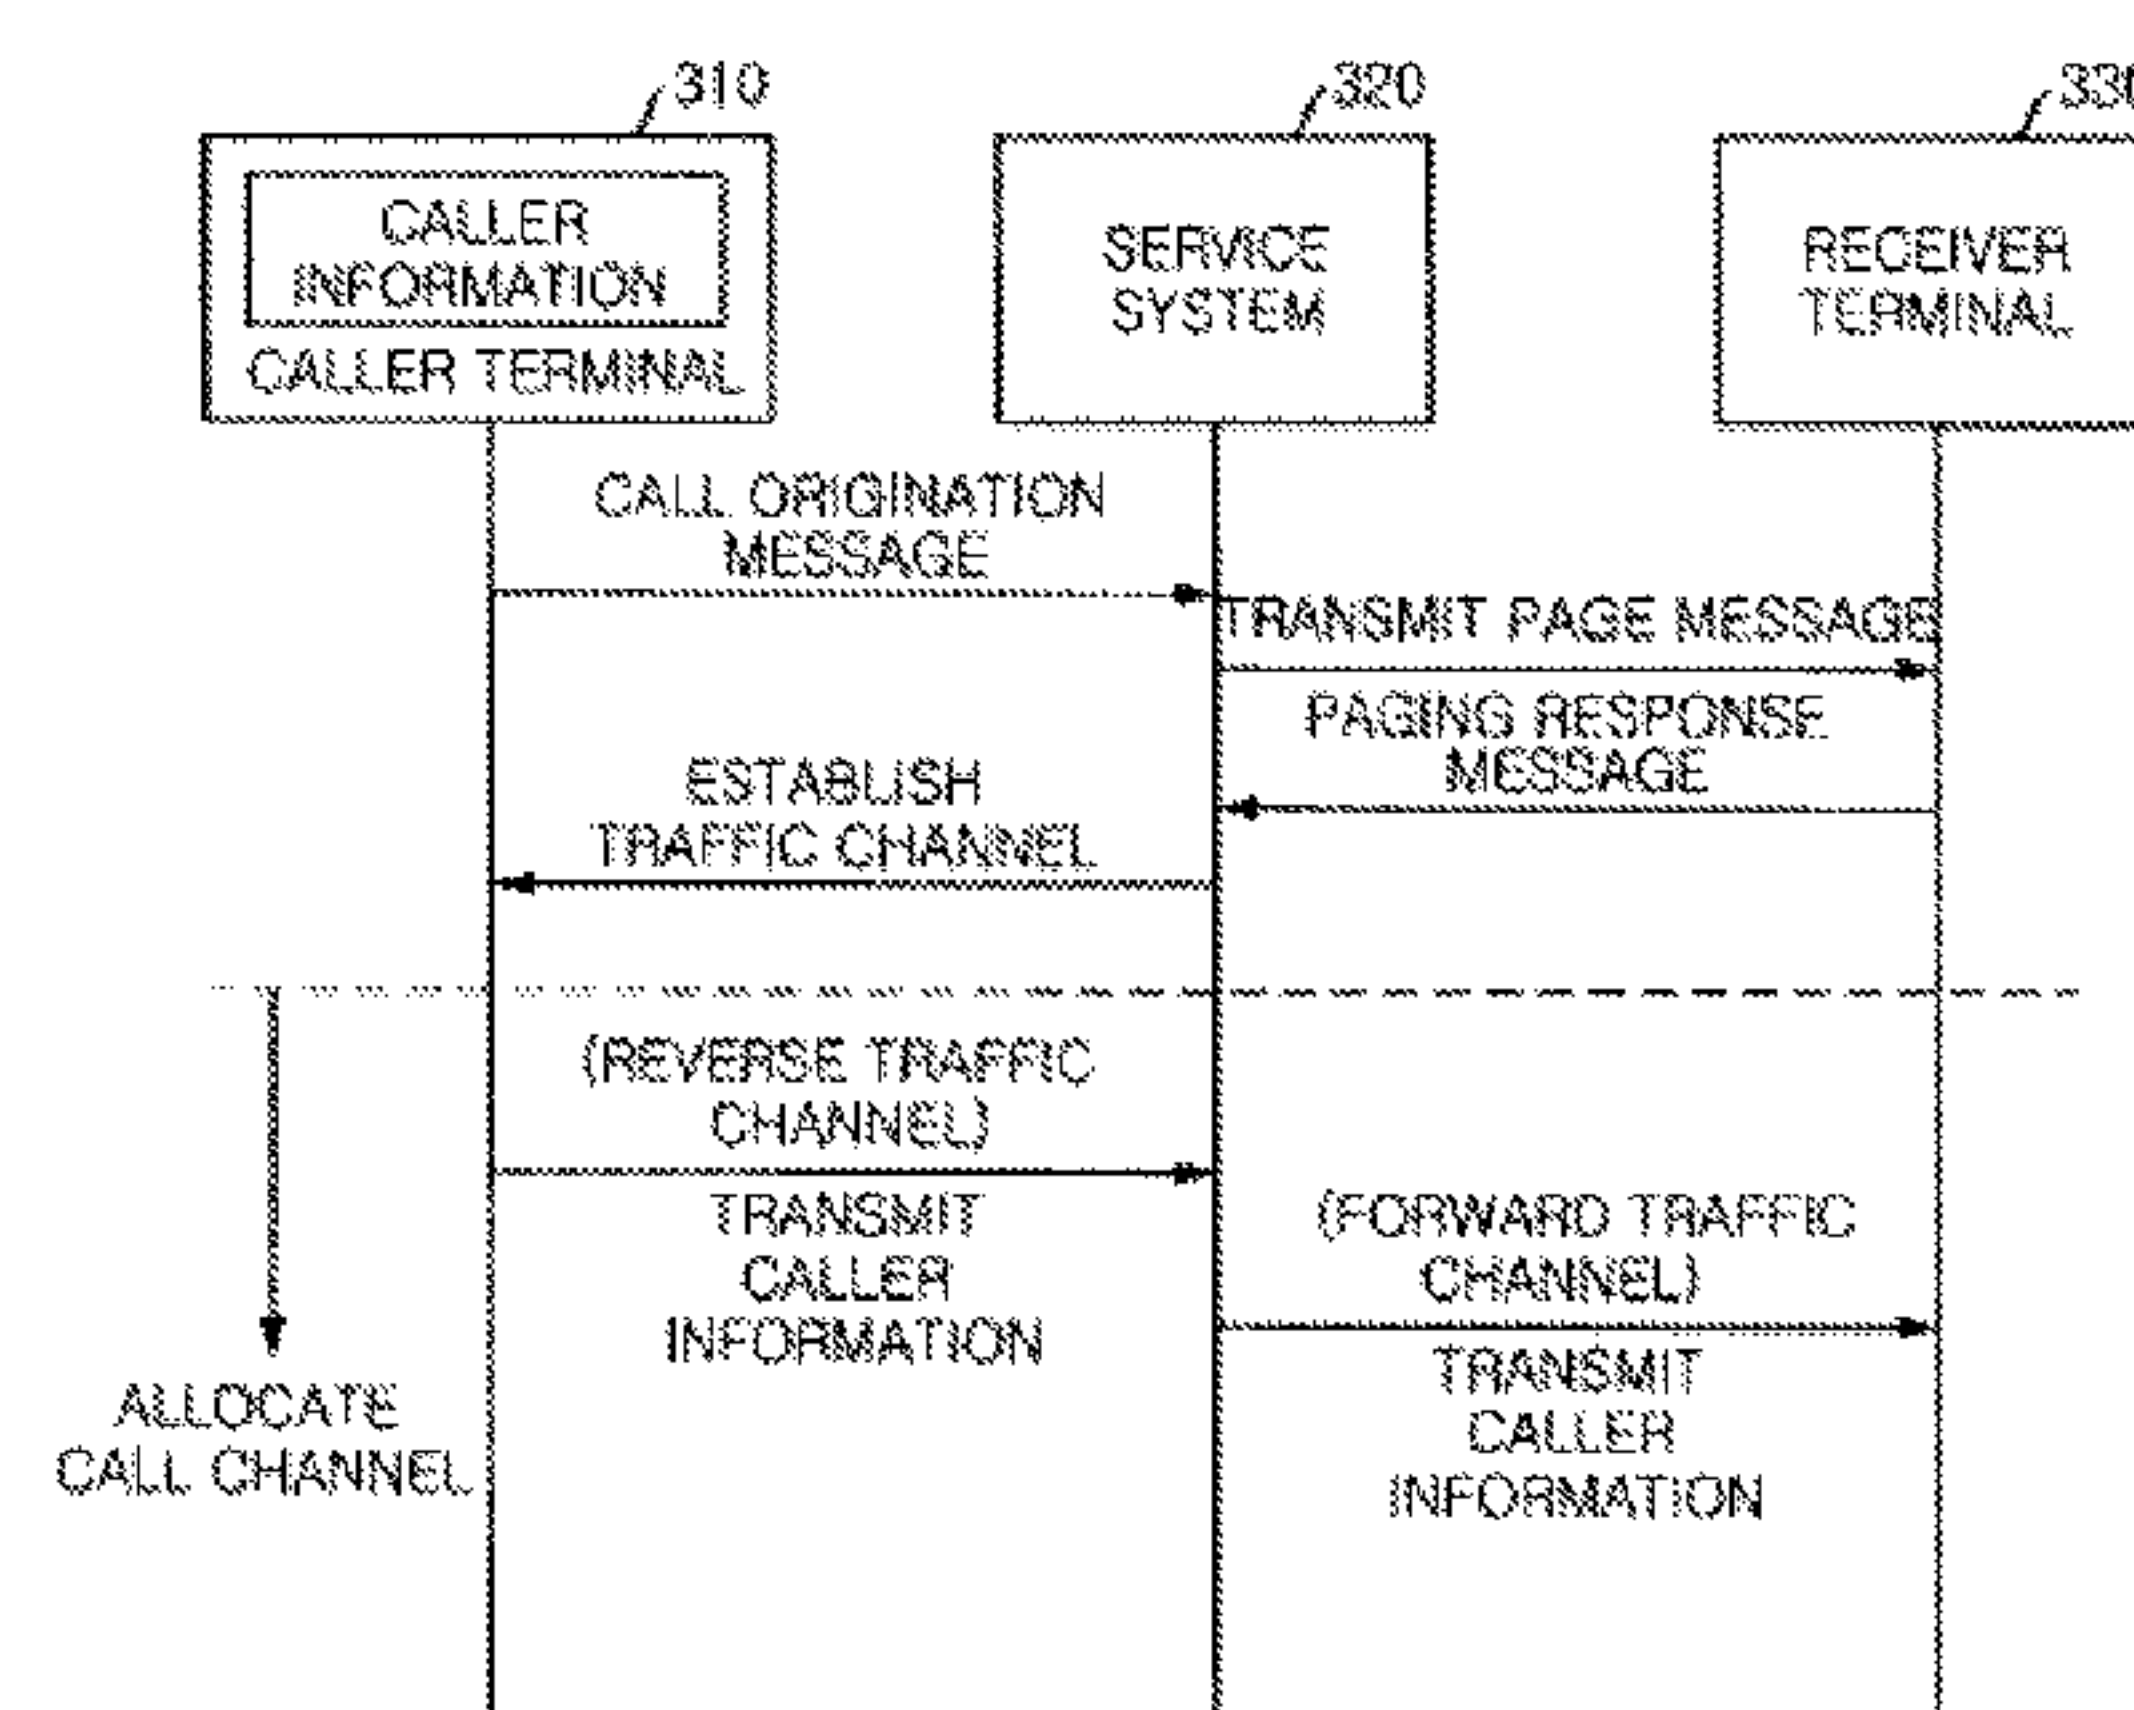 310
320
330
CALLER
INFORMATION
CALLER TERMINAL
SERVICE
SYSTEM
RECEIVER
TERMINAL
CALL ORIGINATION
MESSAGE
TRANSMIT PAGE MESSAGE
PAGING RESPONSE
MESSAGE
ESTABLISH
TRAFFIC CHANNEL
(REVERSE TRAFFIC
CHANNEL)
TRANSMIT
CALLER
INFORMATION
(FORWARD TRAFFIC
CHANNEL)
TRANSMIT
CALLER
INFORMATION
ALLOCATE
CALL CHANNEL